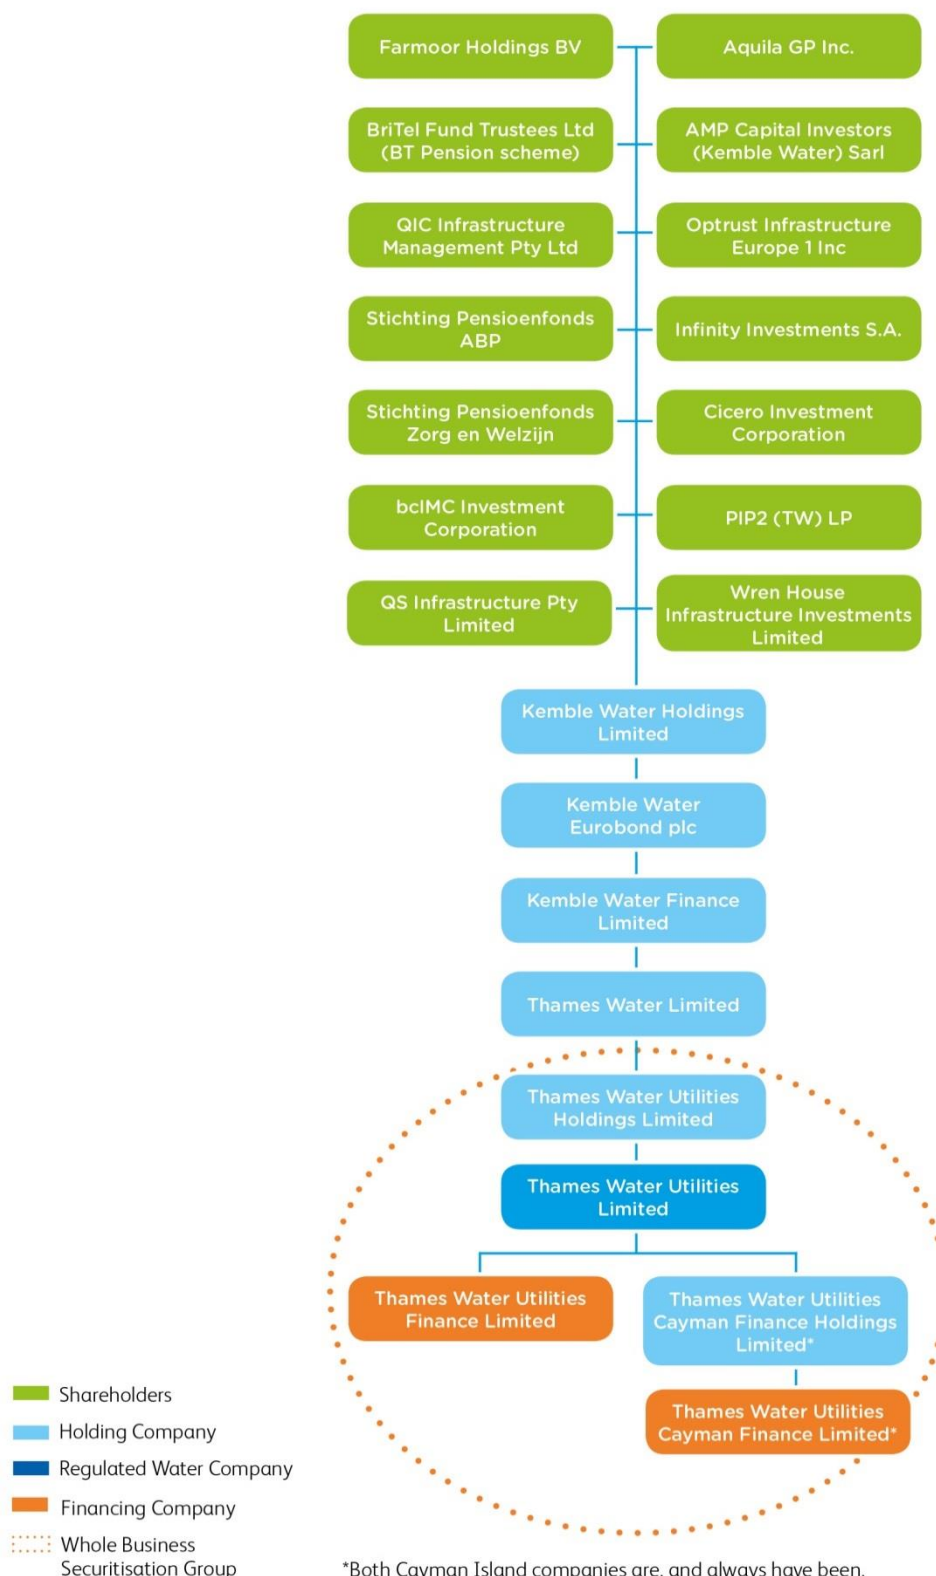 Farmoor Holdings BV
Aquila GP Inc.
BriTel Fund Trustees Ltd
(BT Pension scheme)
AMP Capital Investors
(Kemble Water) Sarl
QIC Infrastructure
Management Pty Ltd
Optrust Infrastructure
Europe 1 Inc
Stichting Pensioenfonds
ABP
Infinity Investments S.A.
Stichting Pensioenfonds
Zorg en Welzijn
Cicero Investment
Corporation
bcIMC Investment
Corporation
PIP2 (TW) LP
QS Infrastructure Pty
Limited
Wren House
Infrastructure Investments
Limited
Kemble Water Holdings
Limited
Kemble Water
Eurobond plc
Kemble Water Finance
Limited
Thames Water Limited
Thames Water Utilities
Holdings Limited
Thames Water Utilities
Limited
Thames Water Utilities
Finance Limited
Thames Water Utilities
Cayman Finance Holdings
Limited*
Thames Water Utilities
Cayman Finance Limited*
Shareholders
Holding Company
Regulated Water Company
Financing Company
Whole Business
Securitisation Group
*Both Cayman Island companies are, and always have been,